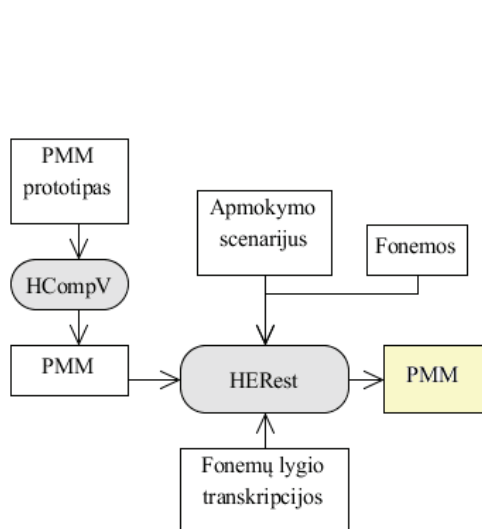 PMM
prototipas
Apmokymo
scenarijus
Fonemos
HCompV
PMM
HERest
PMM
Fonemų lygio
transkripcijos